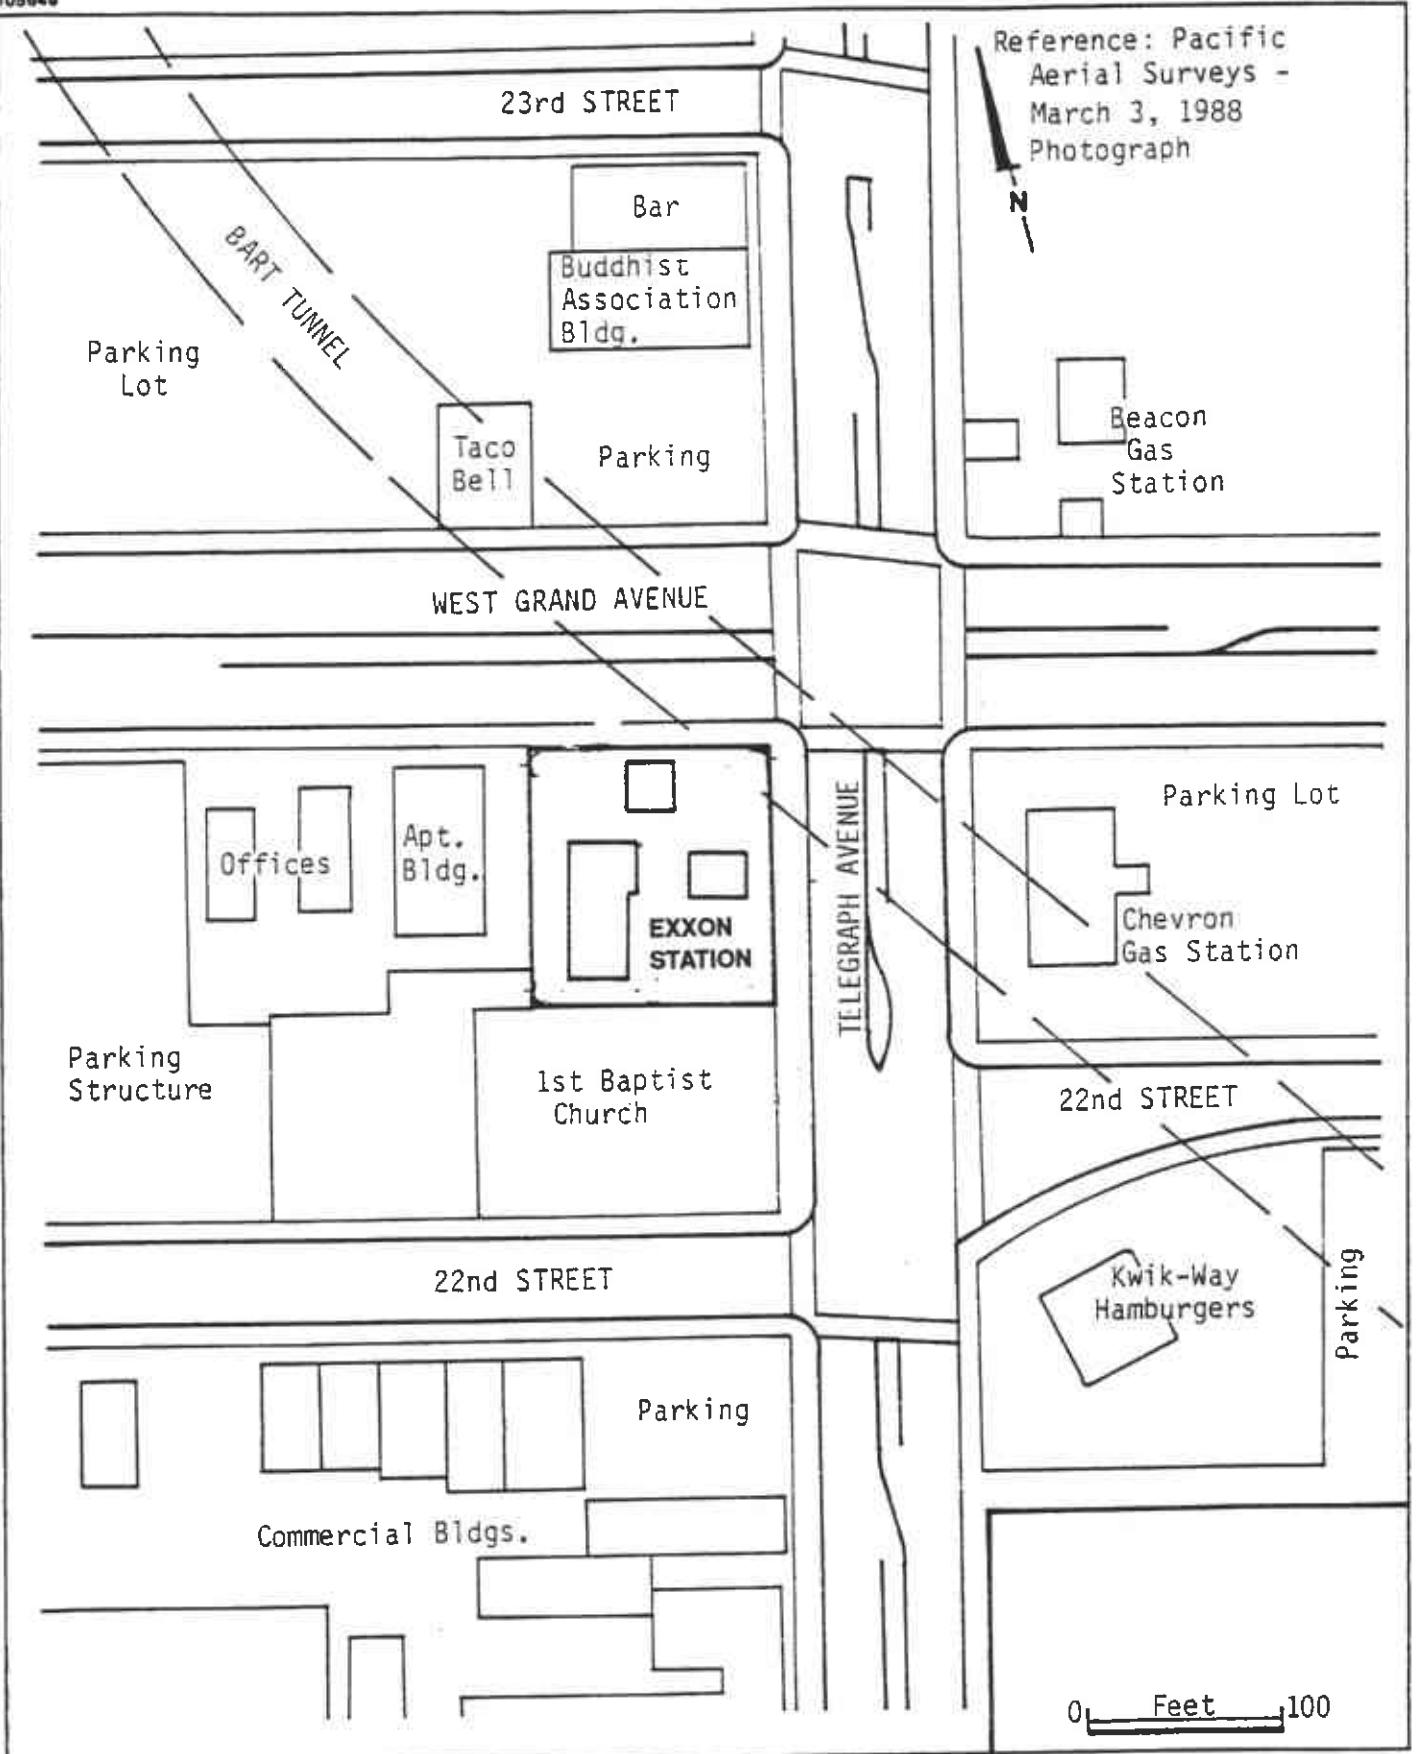 Reference: Pacific
Aerial Surveys -
March 3, 1988
Photograph
N
23rd STREET
Bar
Buddhist
Association
Bldg.
BART TUNNEL
Parking
Lot
Taco
Bell
Parking
Beacon
Gas
Station
WEST GRAND AVENUE
Parking Lot
Offices
Apt.
Bldg.
EXXON
STATION
TELEGRAPH AVENUE
Chevron
Gas Station
Parking
Structure
1st Baptist
Church
22nd STREET
22nd STREET
Kwik-Way
Hamburgers
Parking
Parking
Commercial Bldgs.
0 Feet 100